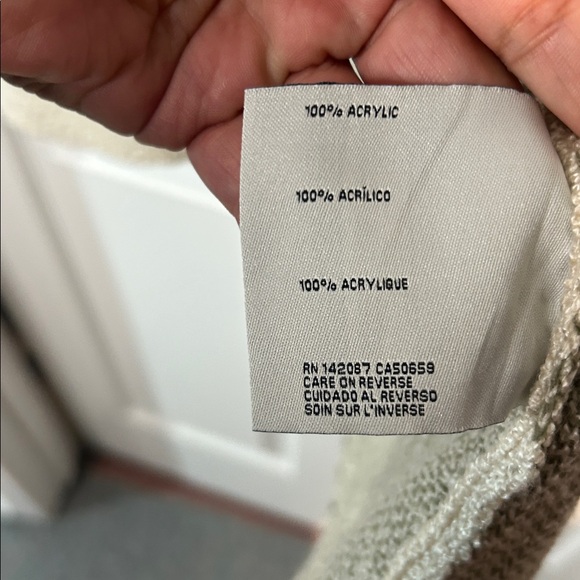 100% ACRYLIC
100% ACRÍLICO
100% ACRYLIQUE
RN 142087 CA50659
CARE ON REVERSE
CUIDADO AL REVERSO
SOIN SUR L'INVERSE